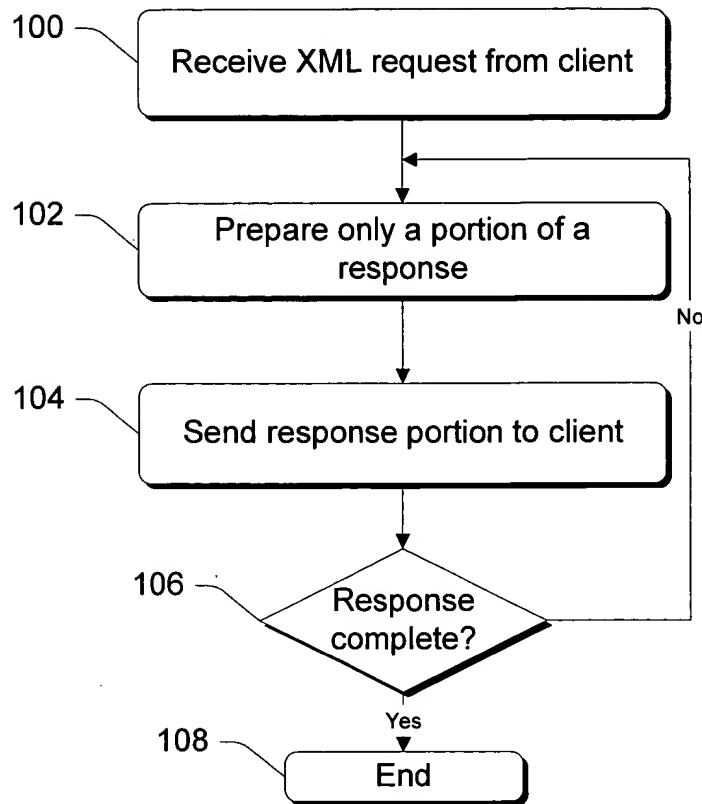 100
Receive XML request from client
102
Prepare only a portion of a
response
No
104
Send response portion to client
106
Response
complete?
Yes
108
End